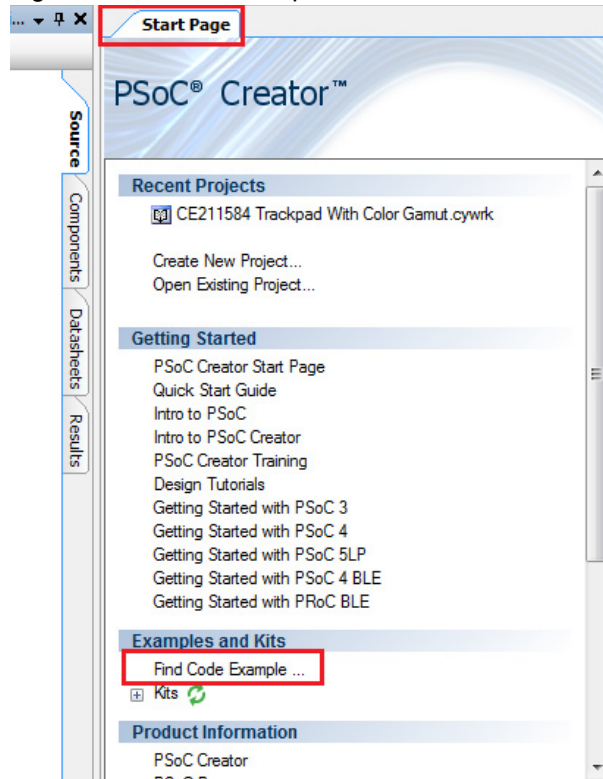 Start Page
PSoC® Creator™
Source
Components
Datasheets
Results
Recent Projects
CE211584 Trackpad With Color Gamut.cywrk
Create New Project...
Open Existing Project...
Getting Started
PSoC Creator Start Page
Quick Start Guide
Intro to PSoC
Intro to PSoC Creator
PSoC Creator Training
Design Tutorials
Getting Started with PSoC 3
Getting Started with PSoC 4
Getting Started with PSoC 5LP
Getting Started with PSoC 4 BLE
Getting Started with PRoC BLE
Examples and Kits
Find Code Example ...
Kits
Product Information
PSoC Creator